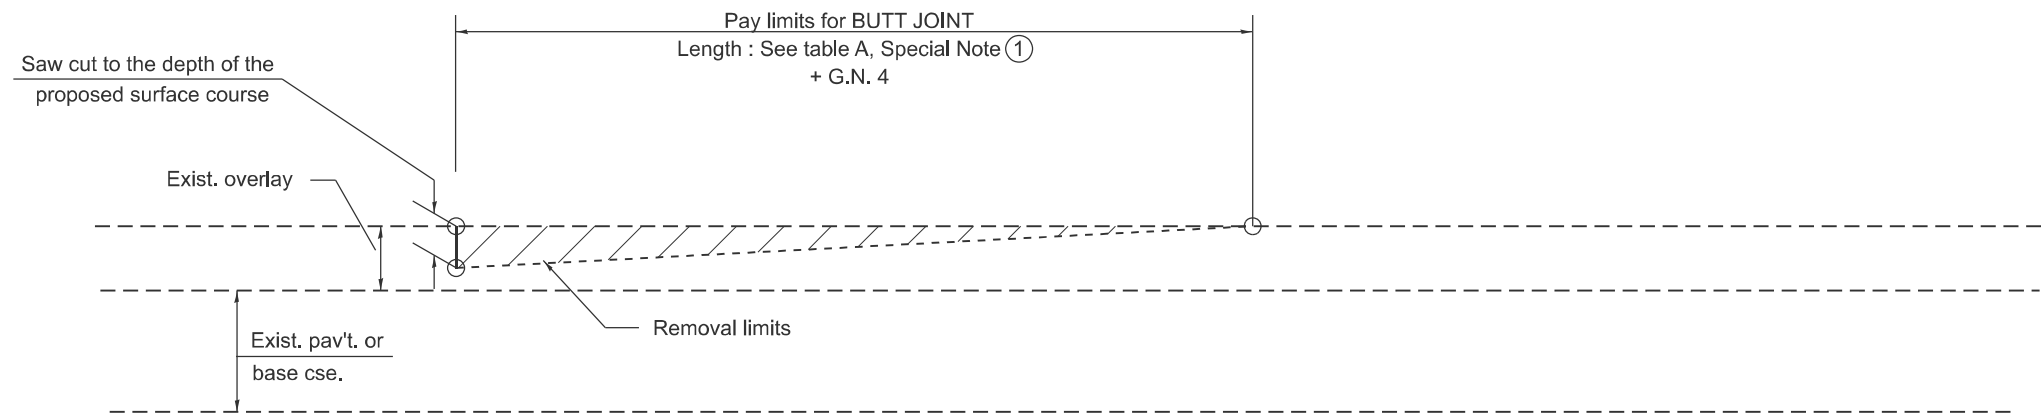 Pay limits for BUTT JOINT
Length : See table A, Special Note 1
+ G.N. 4
Saw cut to the depth of the
proposed surface course
Exist. overlay
Removal limits
Exist. pav't. or
base cse.